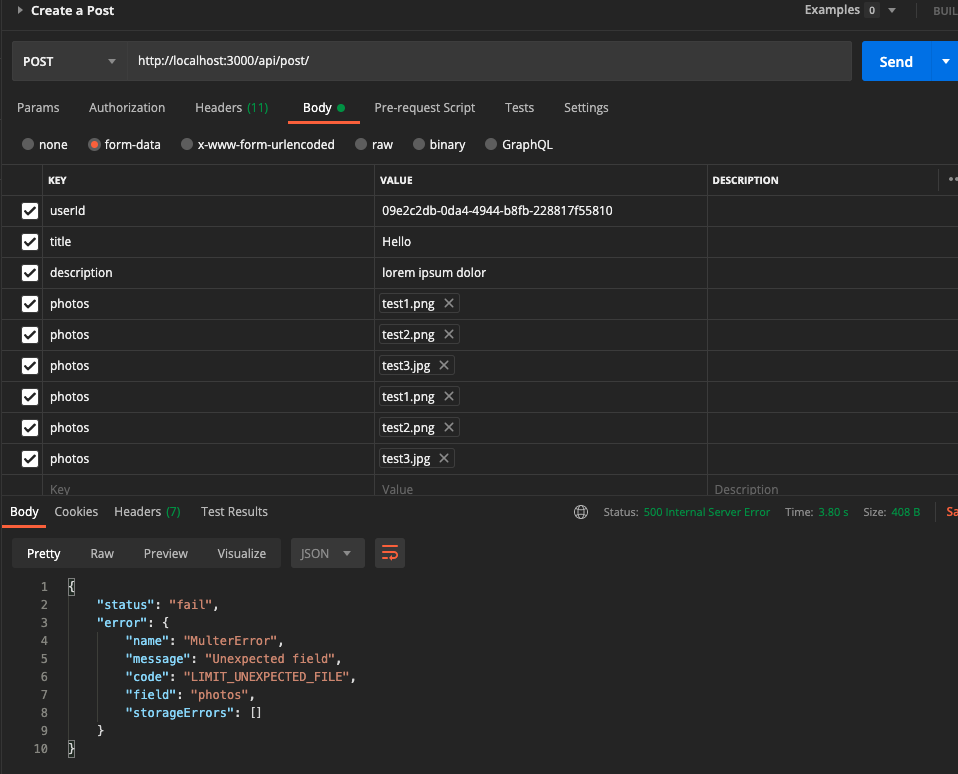 Create a Post Examples 0 BUIL
POST http://localhost:3000/api/post/ Send
Params Authorization Headers (11) Body Pre-request Script Tests Settings
none form-data x-www-form-urlencoded raw binary GraphQL
KEY VALUE DESCRIPTION
userId 09e2c2db-0da4-4944-b8fb-228817f55810
title Hello
description lorem ipsum dolor
photos test1.png
photos test2.png
photos test3.jpg
photos test1.png
photos test2.png
photos test3.jpg
Key Value Description
Body Cookies Headers (7) Test Results Status: 500 Internal Server Error Time: 3.80 s Size: 408 B Sa
Pretty Raw Preview Visualize JSON
1 {
2 "status": "fail",
3 "error": {
4 "name": "MulterError",
5 "message": "Unexpected field",
6 "code": "LIMIT_UNEXPECTED_FILE",
7 "field": "photos",
8 "storageErrors": []
9 }
10 }